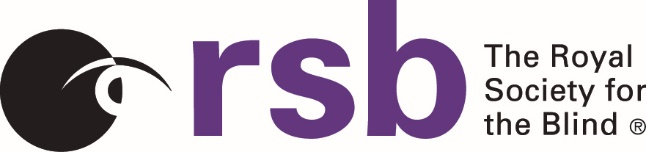 rsb
The Royal
Society for
the Blind ®